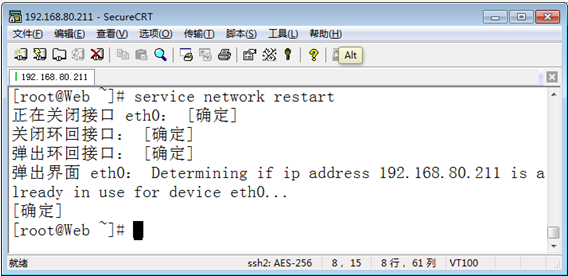 192.168.80.211 - SecureCRT
文件(F) 编辑(E) 查看(V) 选项(O) 传输(T) 脚本(S) 工具(L) 帮助(H)
Alt
192.168.80.211
[root@Web ~]# service network restart
正在关闭接口 eth0： [确定]
关闭环回接口： [确定]
弹出环回接口： [确定]
弹出界面 eth0： Determining if ip address 192.168.80.211 is a
lready in use for device eth0...
[确定]
[root@Web ~]#
就绪 ssh2: AES-256 8, 15 8 行, 61 列 VT100